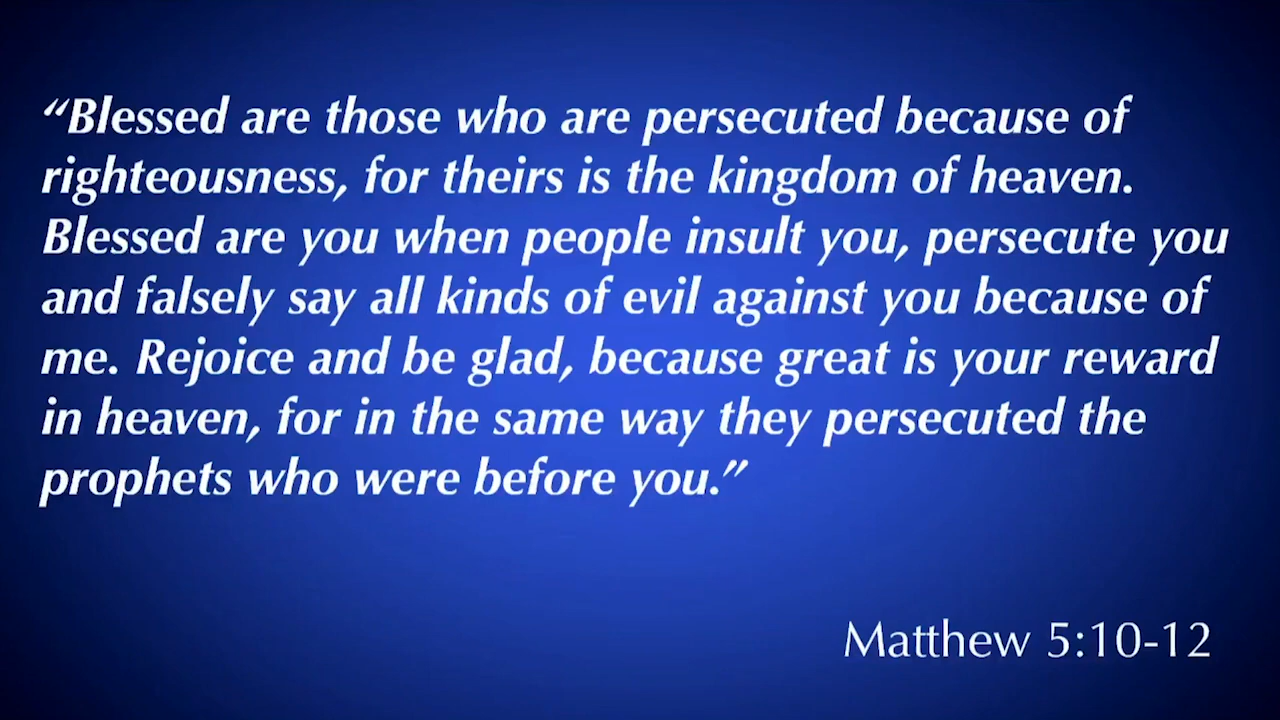 “Blessed are those who are persecuted because of
righteousness, for theirs is the kingdom of heaven.
Blessed are you when people insult you, persecute you
and falsely say all kinds of evil against you because of
me. Rejoice and be glad, because great is your reward
in heaven, for in the same way they persecuted the
prophets who were before you.”
Matthew 5:10-12